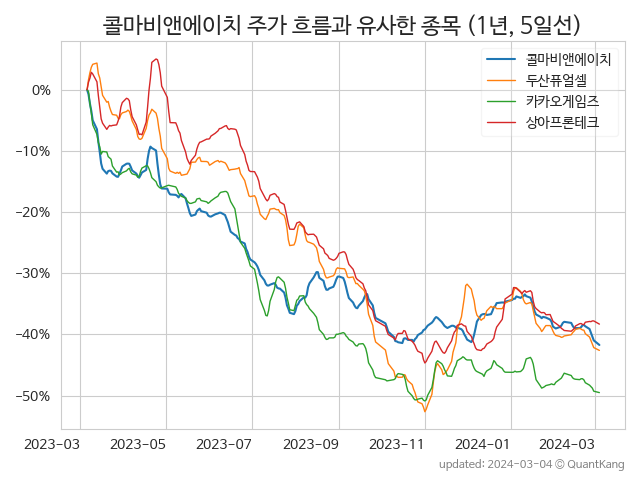 콜마비앤에이치 주가 흐름과 유사한 종목 (1년, 5일선)
콜마비앤에이치
두산퓨얼셀
카카오게임즈
상아프론테크
0%
−10%
−20%
−30%
−40%
−50%
2023-03
2023-05
2023-07
2023-09
2023-11
2024-01
2024-03
updated: 2024-03-04 © QuantKang